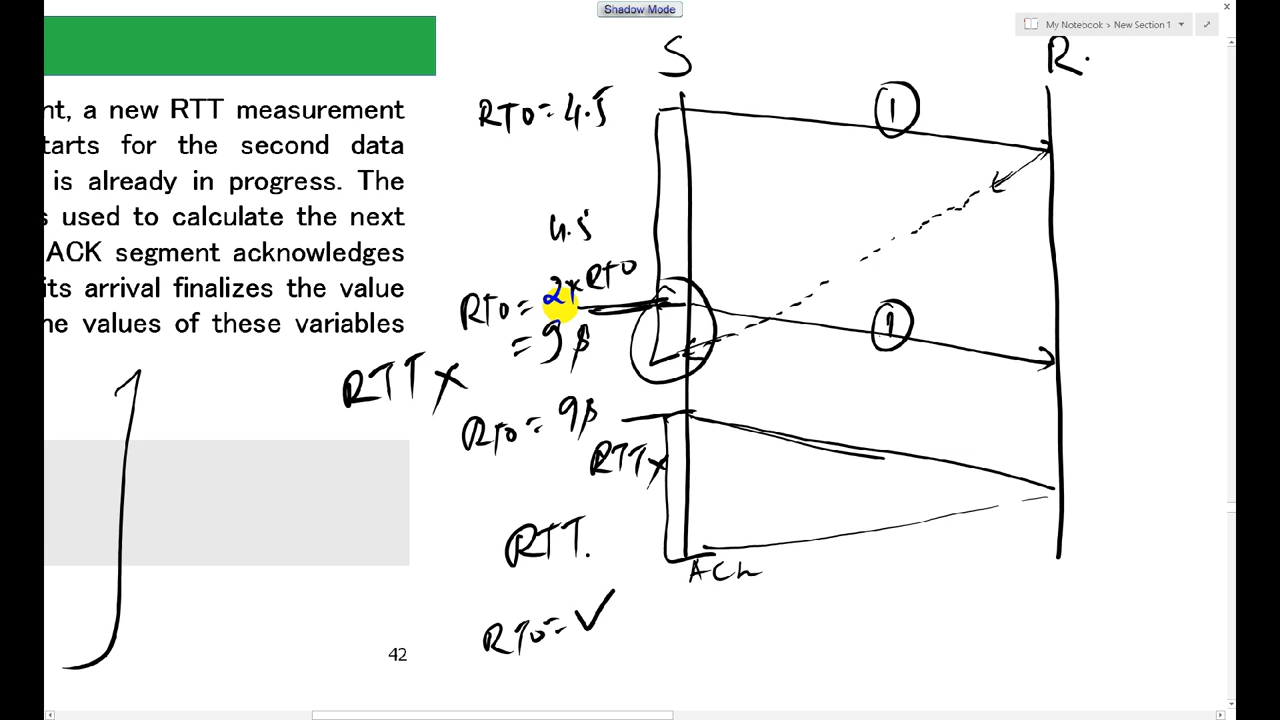 Shadow Mode
My Notebook > New Section 1
nt, a new RTT measurement
tarts for the second data
is already in progress. The
s used to calculate the next
ACK segment acknowledges
its arrival finalizes the value
ne values of these variables
42
S
R.
RTO = 4.5
1
4.5
RTO = 2 x RTO
= 9 s
1
RTT x
RTO = 9s
RTT x
RTT.
ACK
RTO = ✓